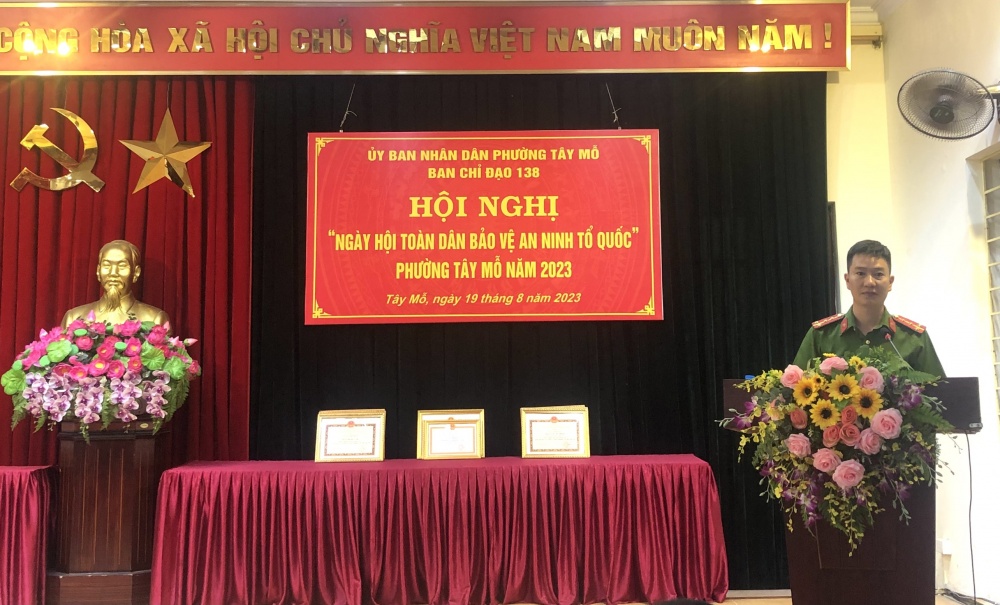 CỘNG HÒA XÃ HỘI CHỦ NGHĨA VIỆT NAM MUÔN NĂM !
ỦY BAN NHÂN DÂN PHƯỜNG TÂY MỖ
BAN CHỈ ĐẠO 138
HỘI NGHỊ
“NGÀY HỘI TOÀN DÂN BẢO VỆ AN NINH TỔ QUỐC”
PHƯỜNG TÂY MỖ NĂM 2023
Tây Mỗ, ngày 19 tháng 8 năm 2023